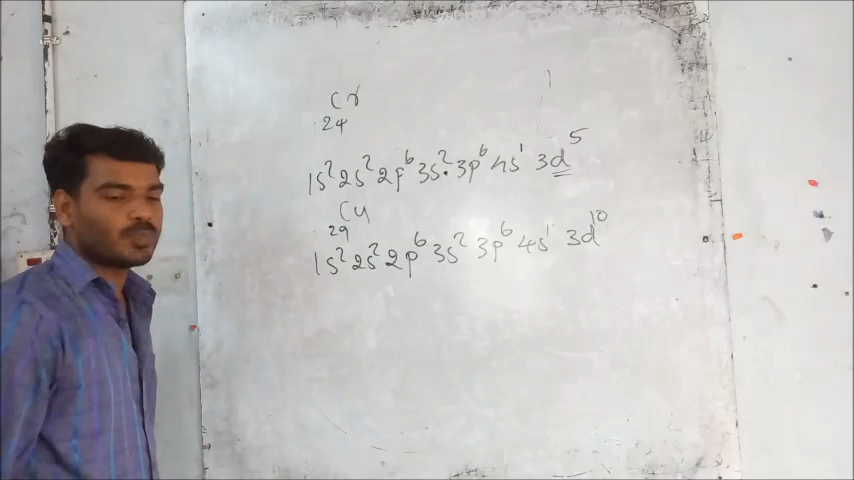 Cr
24
1s² 2s² 2p⁶ 3s² 3p⁶ 4s¹ 3d⁵
Cu
29
1s² 2s² 2p⁶ 3s² 3p⁶ 4s¹ 3d¹⁰